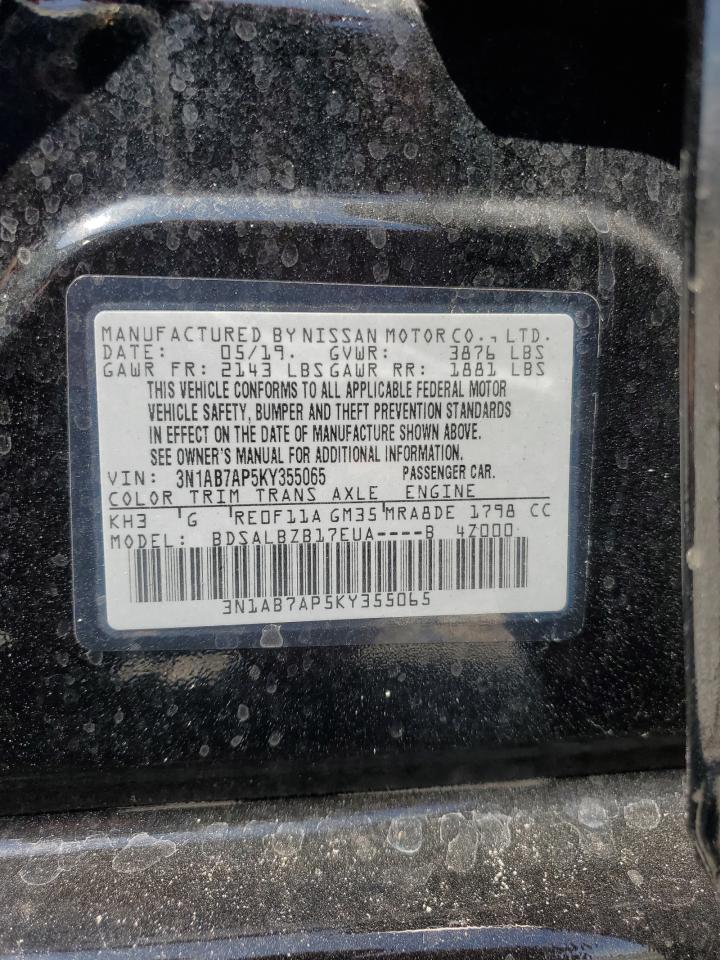 MANUFACTURED BY NISSAN MOTOR CO., LTD.
DATE: 05/19. GVWR: 3876 LBS
GAWR FR: 2143 LBS GAWR RR: 1881 LBS
THIS VEHICLE CONFORMS TO ALL APPLICABLE FEDERAL MOTOR
VEHICLE SAFETY, BUMPER AND THEFT PREVENTION STANDARDS
IN EFFECT ON THE DATE OF MANUFACTURE SHOWN ABOVE.
SEE OWNER'S MANUAL FOR ADDITIONAL INFORMATION.
VIN: 3N1AB7AP5KY355065 PASSENGER CAR.
COLOR TRIM TRANS AXLE ENGINE
KH3 G RE0F11A GM35 MRA8DE 1798 CC
MODEL: BDSALBZB17EUA----B 4Z000
3N1AB7AP5KY355065